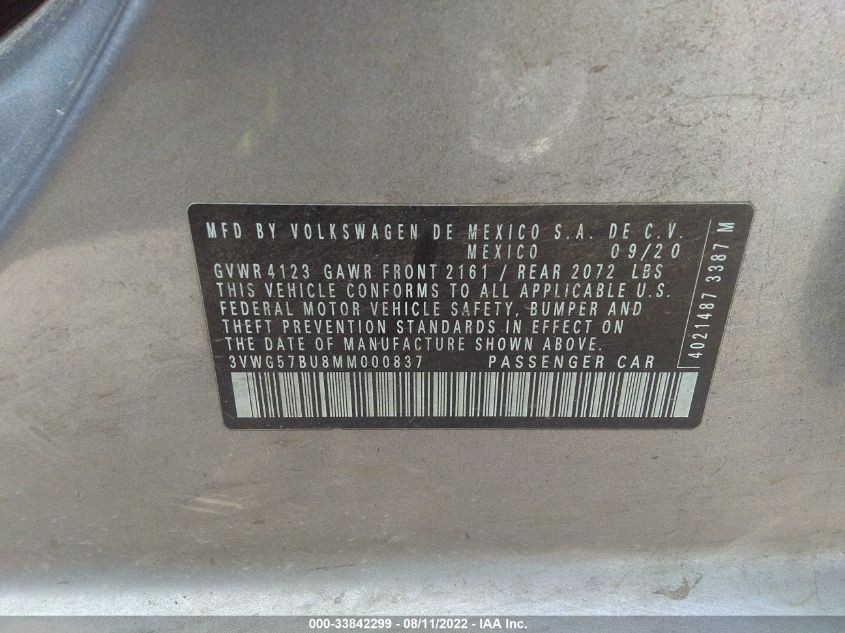 MFD BY VOLKSWAGEN DE MEXICO S.A. DE C.V.
MEXICO 09/20
GVWR 4123 GAWR FRONT 2161 / REAR 2072 LBS
THIS VEHICLE CONFORMS TO ALL APPLICABLE U.S.
FEDERAL MOTOR VEHICLE SAFETY, BUMPER AND
THEFT PREVENTION STANDARDS IN EFFECT ON
THE DATE OF MANUFACTURE SHOWN ABOVE.
3VWG57BU8MM000837 PASSENGER CAR
4021487 3387 M
000-33842299 - 08/11/2022 - IAA Inc.